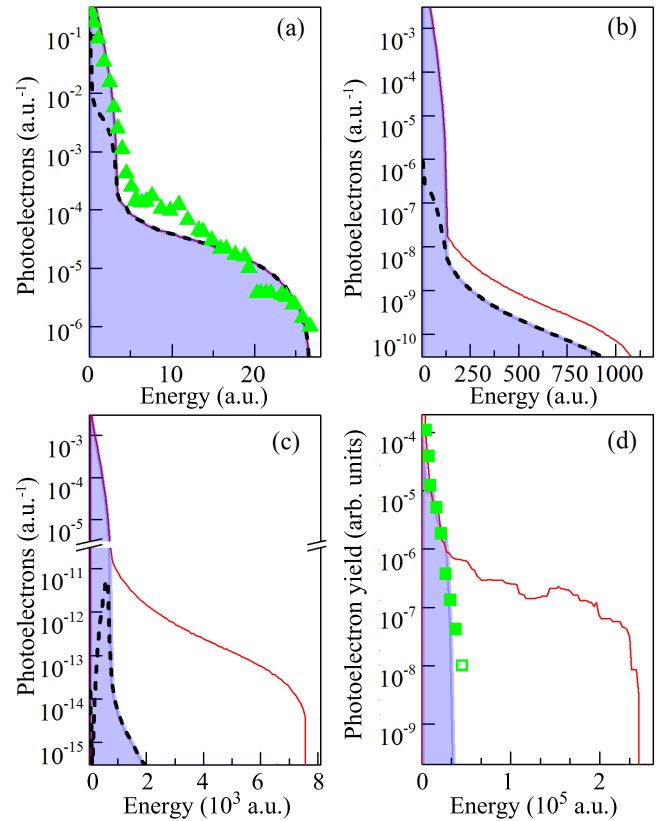 (a)
Photoelectrons (a.u.⁻¹)
10⁻¹
10⁻²
10⁻³
10⁻⁴
10⁻⁵
10⁻⁶
0 10 20
Energy (a.u.)
(b)
Photoelectrons (a.u.⁻¹)
10⁻³
10⁻⁴
10⁻⁵
10⁻⁶
10⁻⁷
10⁻⁸
10⁻⁹
10⁻¹⁰
0 250 500 750 1000
Energy (a.u.)
(c)
Photoelectrons (a.u.⁻¹)
10⁻³
10⁻⁴
10⁻⁵
10⁻¹¹
10⁻¹²
10⁻¹³
10⁻¹⁴
10⁻¹⁵
0 2 4 6 8
Energy (10³ a.u.)
(d)
Photoelectron yield (arb. units)
10⁻⁴
10⁻⁵
10⁻⁶
10⁻⁷
10⁻⁸
10⁻⁹
0 1 2
Energy (10⁵ a.u.)